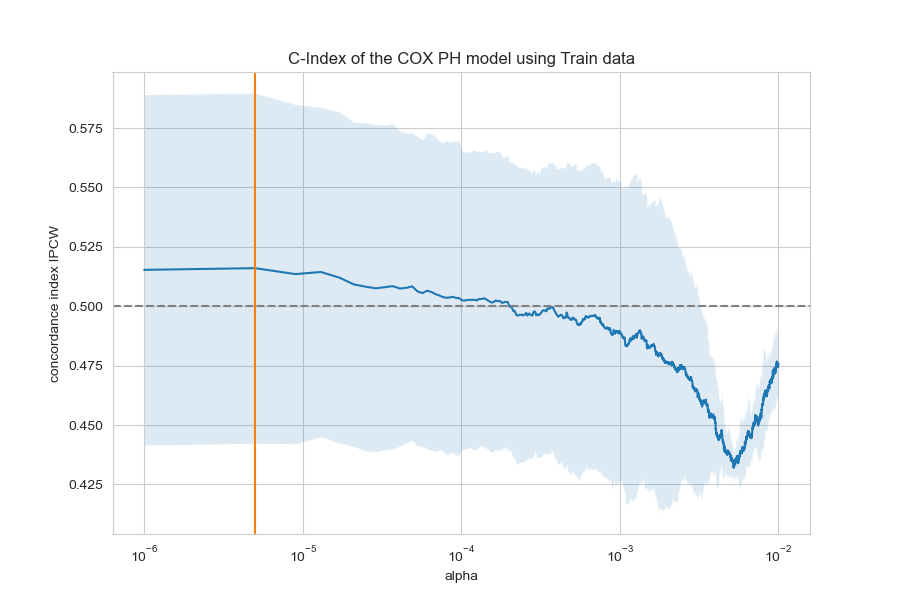 C-Index of the COX PH model using Train data
concordance index IPCW
0.575
0.550
0.525
0.500
0.475
0.450
0.425
10⁻⁶ 10⁻⁵ 10⁻⁴ 10⁻³ 10⁻²
alpha